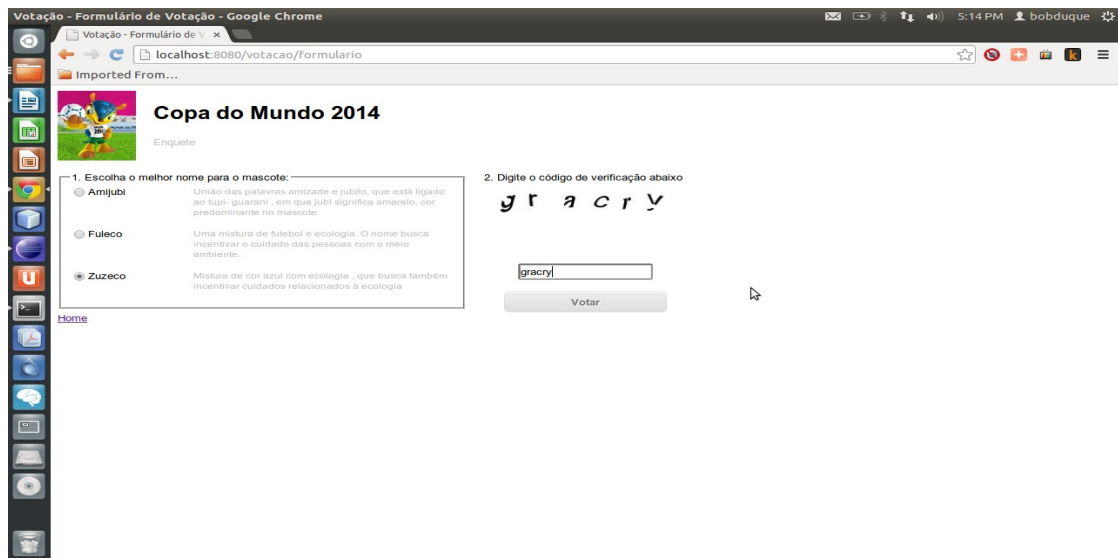 Votação - Formulário de Votação - Google Chrome
5:14 PM
bobduque
Votação - Formulário de V
localhost:8080/votacao/formulario
Imported From...
Copa do Mundo 2014
Enquete
1. Escolha o melhor nome para o mascote:
Amijubi
União das palavras amizade e jubilo, que está ligado
ao tupi- guarani , em que jubi significa amarelo, cor
predominante no mascote
Fuleco
Uma mistura de futebol e ecologia. O nome busca
incentivar o cuidado das pessoas com o meio
ambiente.
Zuzeco
Mistura de cor azul com ecologia , que busca também
incentivar cuidados relacionados à ecologia
Home
2. Digite o código de verificação abaixo
g r a c r y
gracry
Votar